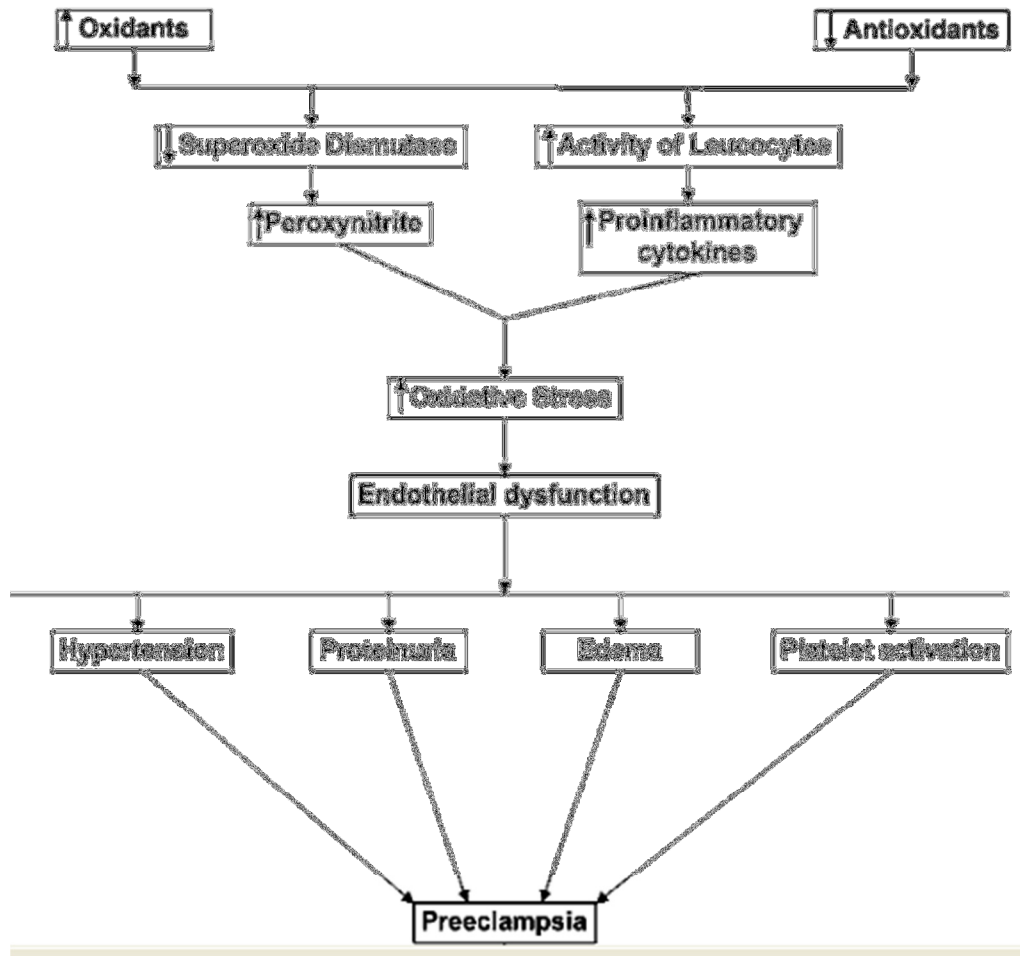 ↑ Oxidants
↓ Antioxidants
↓ Superoxide Dismutase
↑ Activity of Leucocytes
↑ Peroxynitrite
↑ Proinflammatory
cytokines
↑ Oxidative Stress
Endothelial dysfunction
Hypertension
Proteinuria
Edema
Platelet activation
Preeclampsia